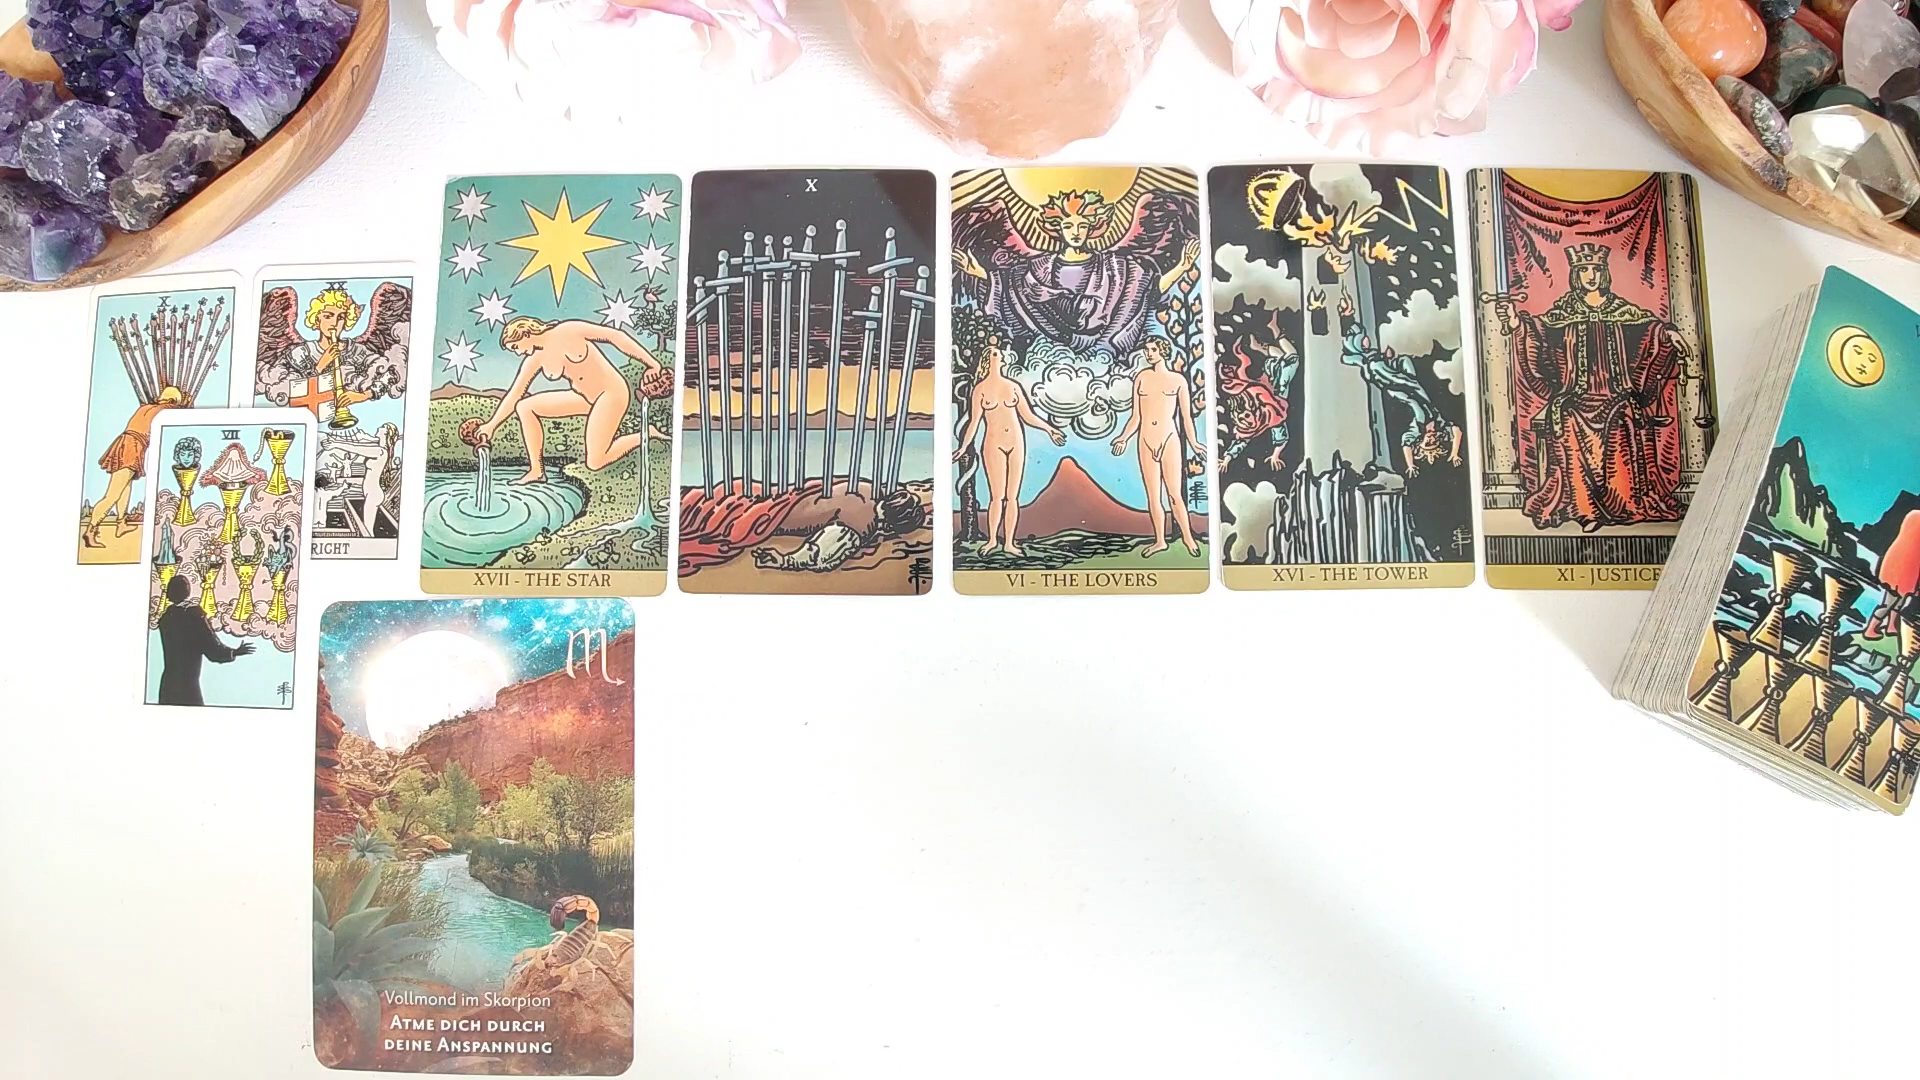 X
XX
RIGHT
VII
XVII - THE STAR
X
VI - THE LOVERS
XVI - THE TOWER
XI - JUSTICE
Vollmond im Skorpion
ATME DICH DURCH
DEINE ANSPANNUNG